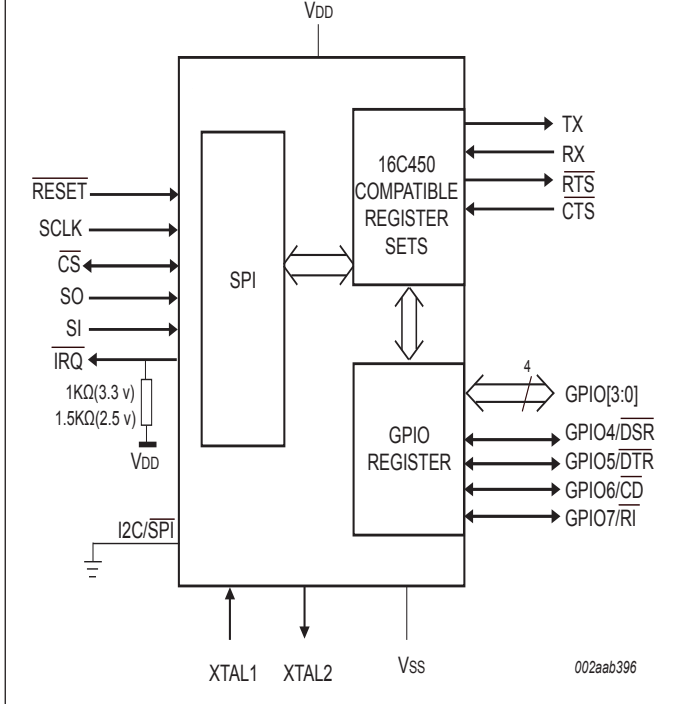 VDD
RESET
SCLK
CS
SO
SI
IRQ
1KΩ(3.3 v)
1.5KΩ(2.5 v)
VDD
I2C/SPI
SPI
16C450
COMPATIBLE
REGISTER
SETS
TX
RX
RTS
CTS
GPIO
REGISTER
4
GPIO[3:0]
GPIO4/DSR
GPIO5/DTR
GPIO6/CD
GPIO7/RI
XTAL1
XTAL2
VSS
002aab396